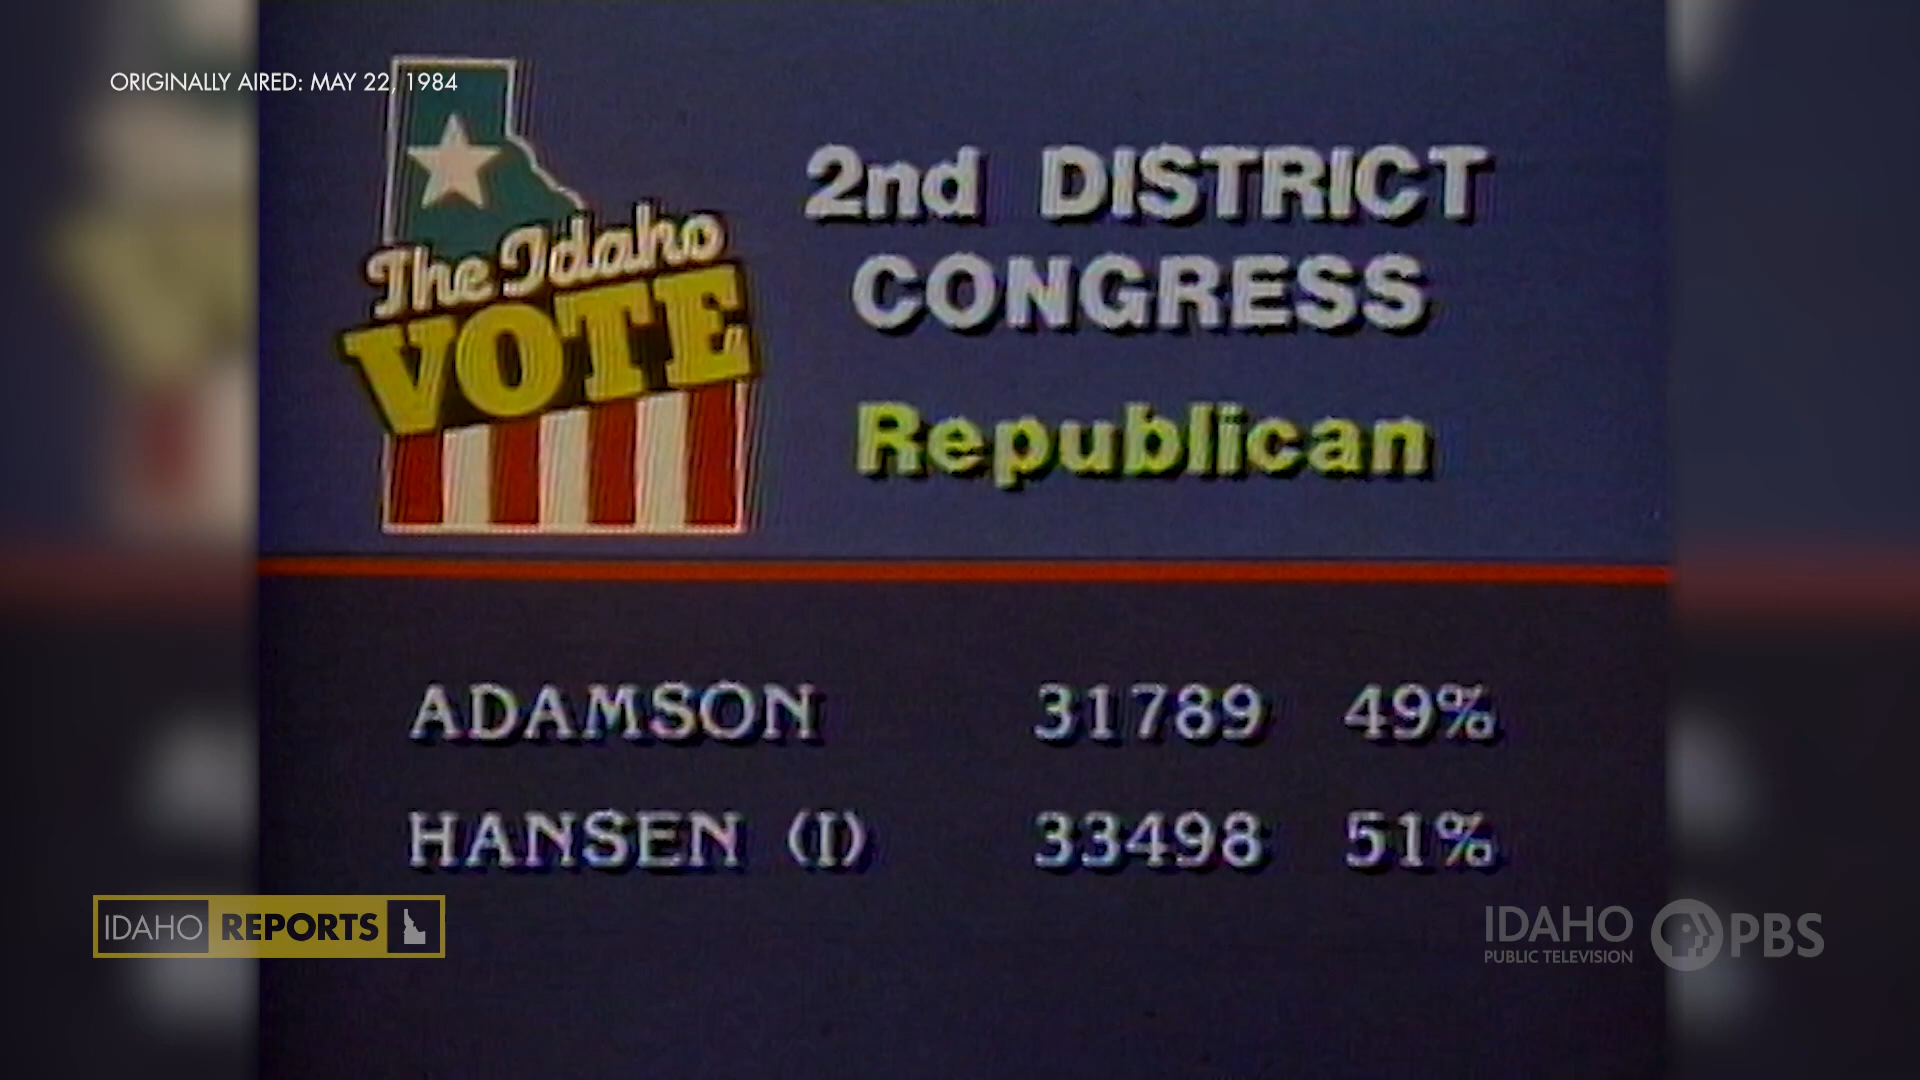 ORIGINALLY AIRED: MAY 22, 1984
The Idaho
VOTE
2nd DISTRICT
CONGRESS
Republican
ADAMSON 31789 49%
HANSEN (I) 33498 51%
IDAHO REPORTS
IDAHO
PUBLIC TELEVISION
PBS